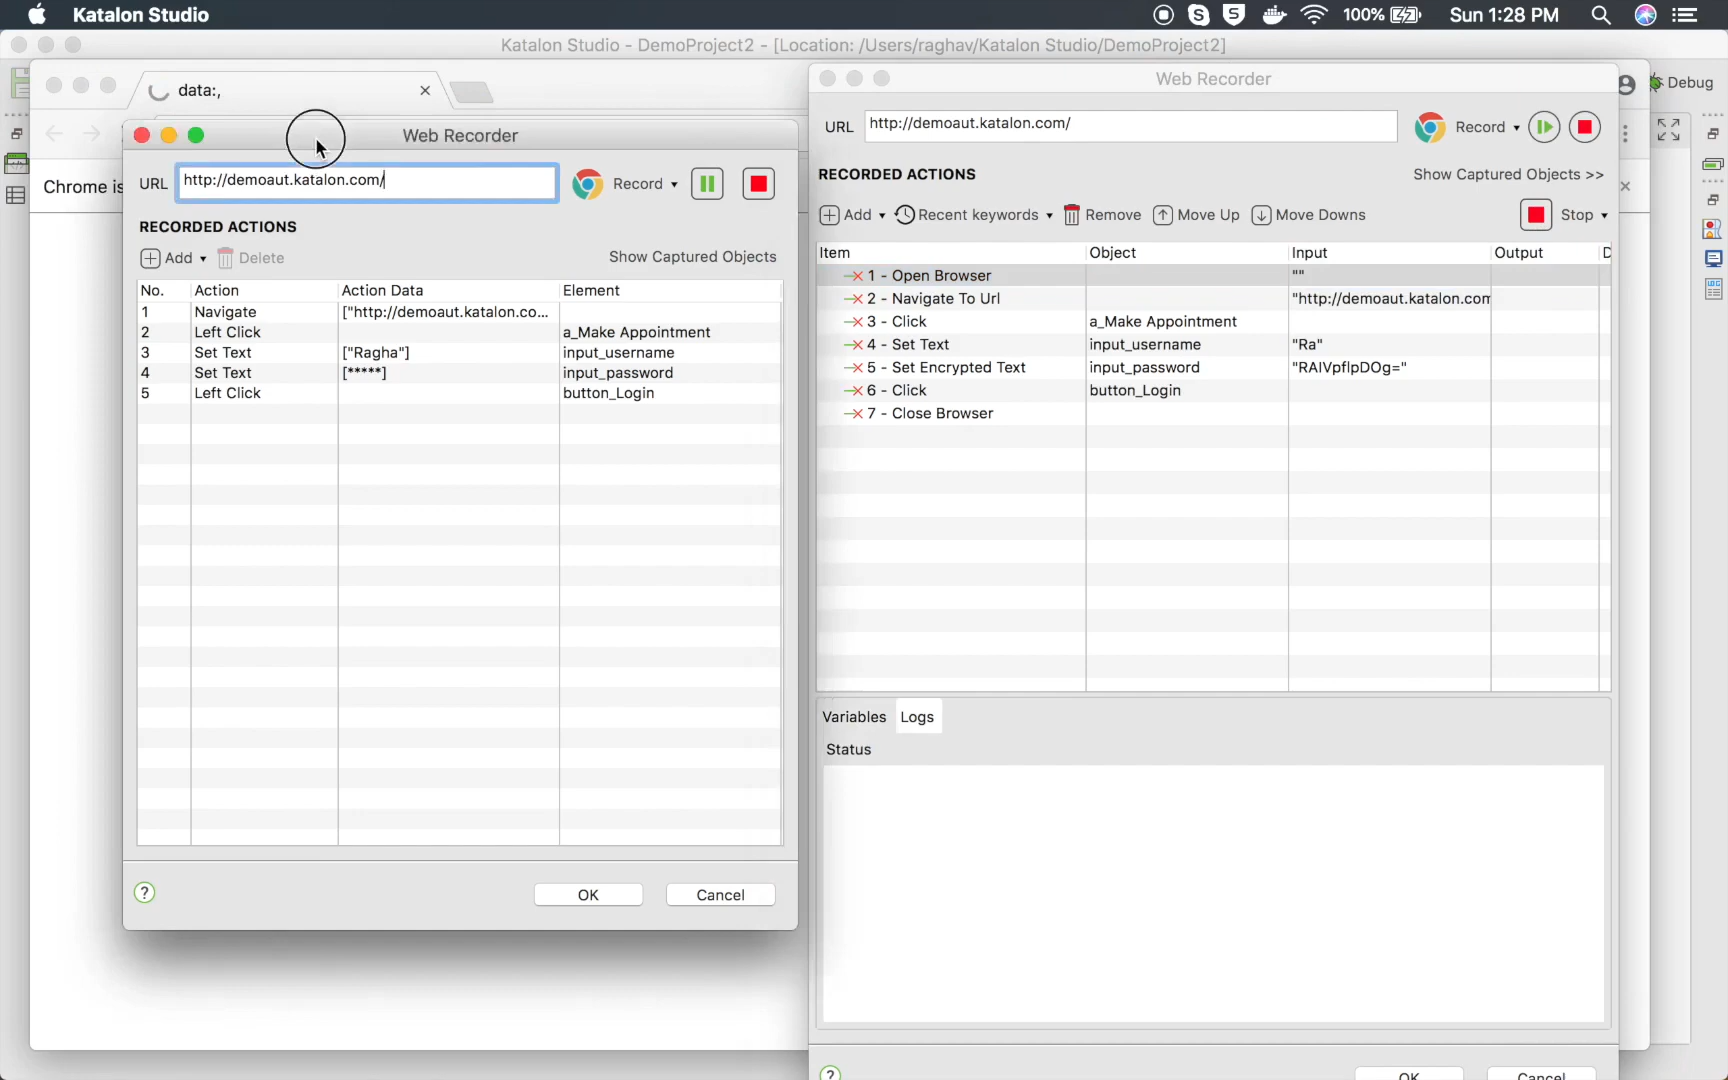 Katalon Studio
100%
Sun 1:28 PM
Katalon Studio - DemoProject2 - [Location: /Users/raghav/Katalon Studio/DemoProject2]
data:,
Debug
Chrome is
Web Recorder
URL
http://demoaut.katalon.com/
Record
RECORDED ACTIONS
Add
Delete
Show Captured Objects
No. Action Action Data Element
1 Navigate ["http://demoaut.katalon.co...
2 Left Click a_Make Appointment
3 Set Text ["Ragha"] input_username
4 Set Text [*****] input_password
5 Left Click button_Login
?
OK
Cancel
Web Recorder
URL
http://demoaut.katalon.com/
Record
RECORDED ACTIONS
Show Captured Objects >>
Add
Recent keywords
Remove
Move Up
Move Downs
Stop
Item Object Input Output D
1 - Open Browser ""
2 - Navigate To Url "http://demoaut.katalon.com
3 - Click a_Make Appointment
4 - Set Text input_username "Ra"
5 - Set Encrypted Text input_password
6 - Click button_Login
7 - Close Browser
Variables
Logs
Status
?
OK
Cancel